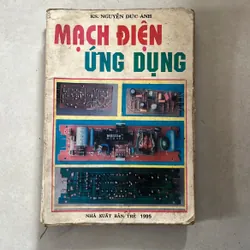 KS. NGUYỄN ĐỨC ÁNH
MẠCH ĐIỆN
ỨNG DỤNG
NHÀ XUẤT BẢN TRẺ 1995